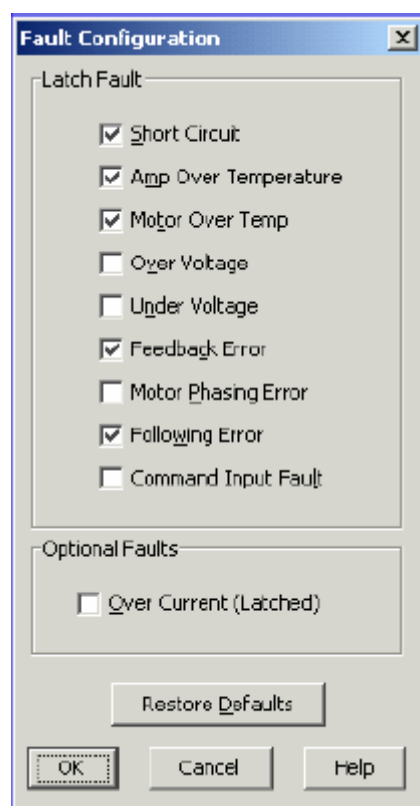 Fault Configuration
Latch Fault
Short Circuit
Amp Over Temperature
Motor Over Temp
Over Voltage
Under Voltage
Feedback Error
Motor Phasing Error
Following Error
Command Input Fault
Optional Faults
Over Current (Latched)
Restore Defaults
OK Cancel Help